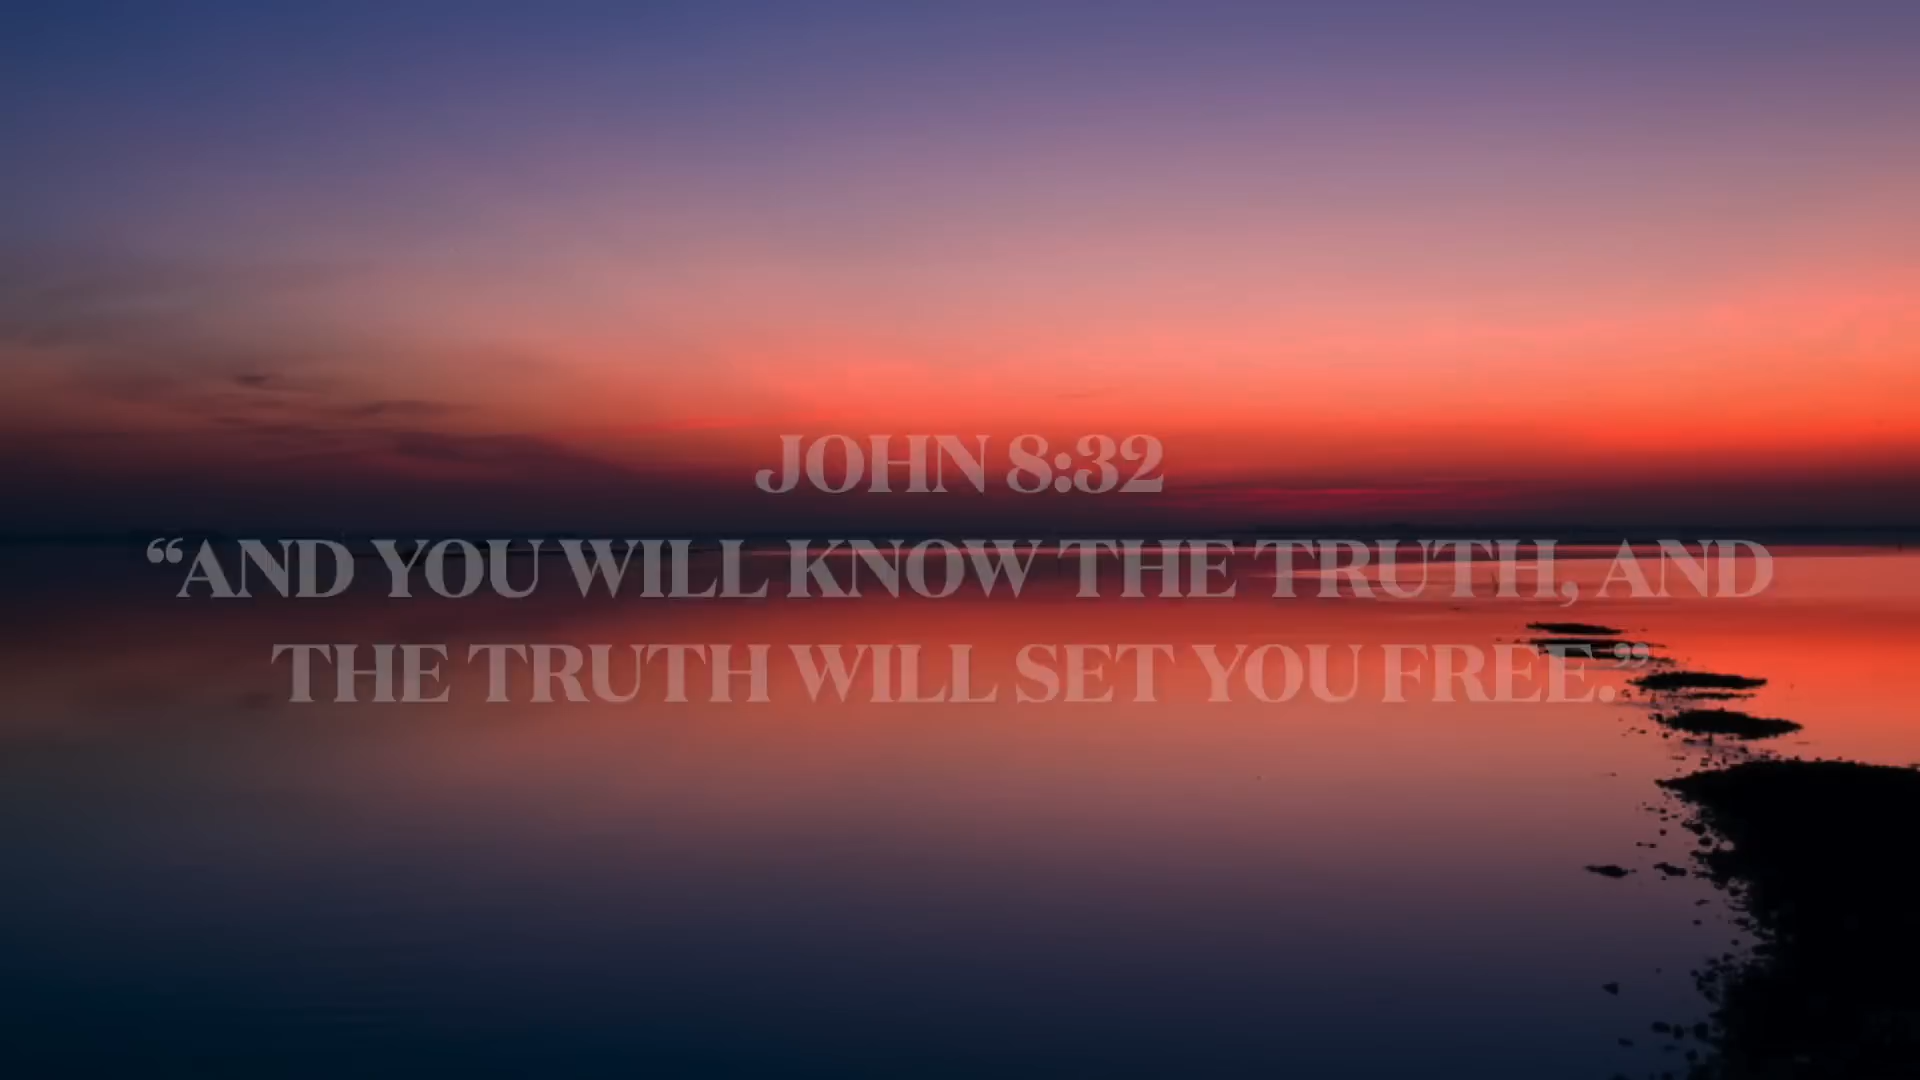 JOHN 8:32
“AND YOU WILL KNOW THE TRUTH, AND
THE TRUTH WILL SET YOU FREE.”